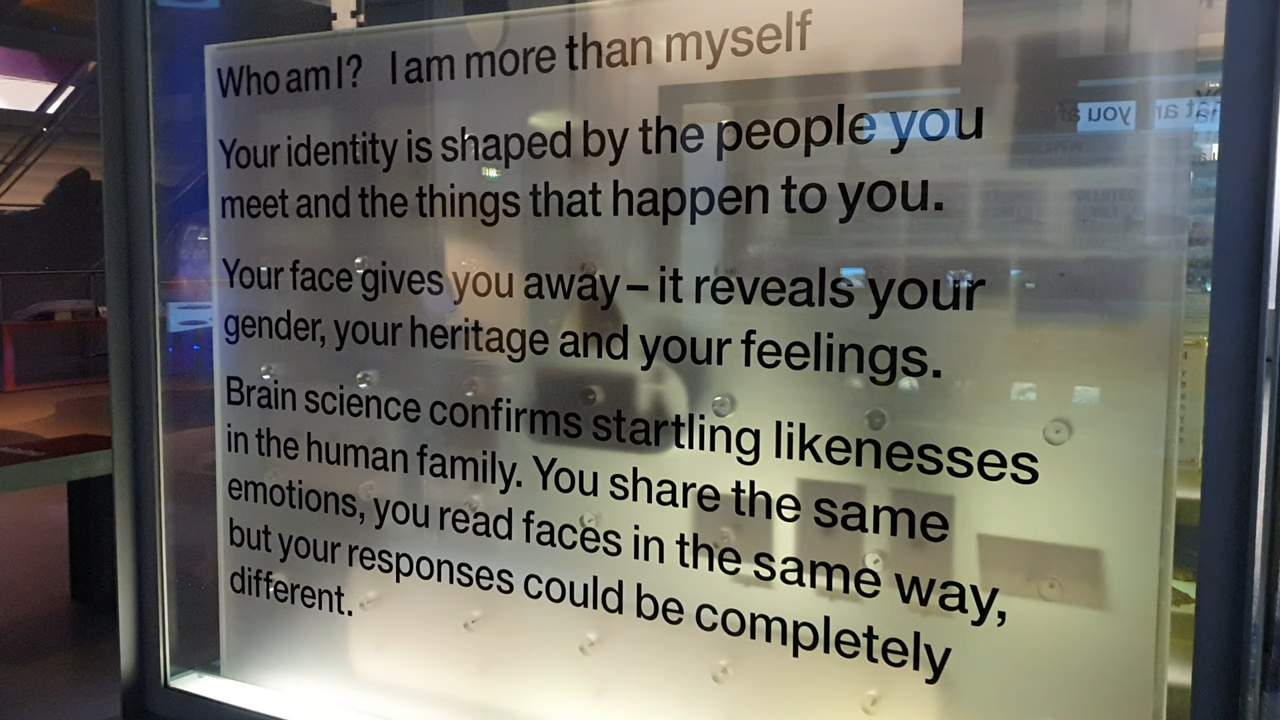 Who am I? I am more than myself
Your identity is shaped by the people you
meet and the things that happen to you.
Your face gives you away – it reveals your
gender, your heritage and your feelings.
Brain science confirms startling likenesses
in the human family. You share the same
emotions, you read faces in the same way,
but your responses could be completely
different.